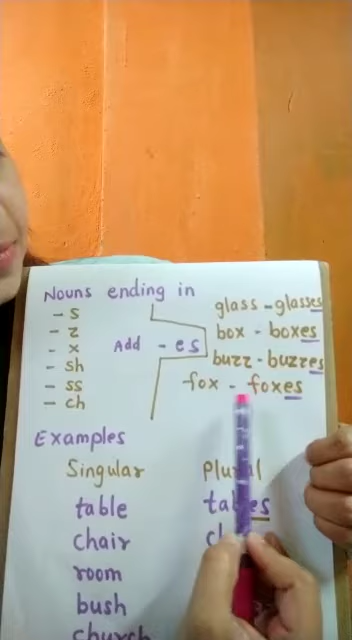 Nouns ending in
- s
- z
- x
- sh
- ss
- ch
Add - es
glass - glasses
box - boxes
buzz - buzzes
fox - foxes
Examples
Singular Plural
table
chair
room
bush
church